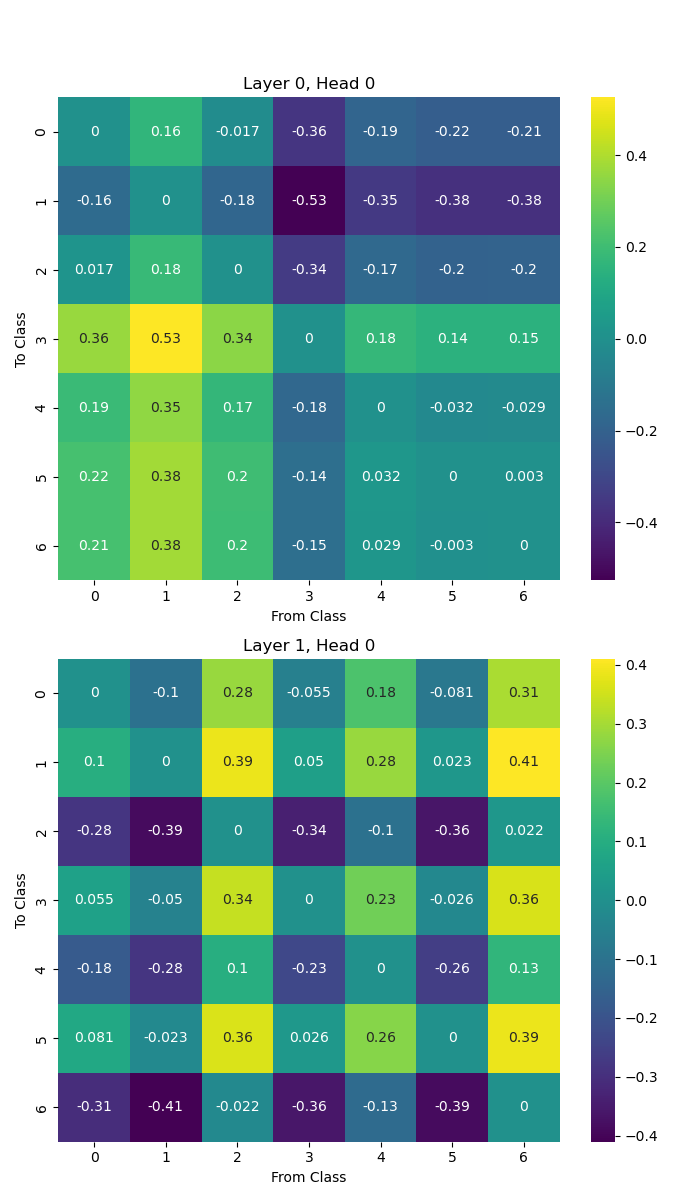 Layer 0, Head 0
0 0 0.16 -0.017 -0.36 -0.19 -0.22 -0.21
1 -0.16 0 -0.18 -0.53 -0.35 -0.38 -0.38
2 0.017 0.18 0 -0.34 -0.17 -0.2 -0.2
3 0.36 0.53 0.34 0 0.18 0.14 0.15
4 0.19 0.35 0.17 -0.18 0 -0.032 -0.029
5 0.22 0.38 0.2 -0.14 0.032 0 0.003
6 0.21 0.38 0.2 -0.15 0.029 -0.003 0
To Class
0 1 2 3 4 5 6
From Class
0.4
0.2
0.0
−0.2
−0.4
Layer 1, Head 0
0 0 -0.1 0.28 -0.055 0.18 -0.081 0.31
1 0.1 0 0.39 0.05 0.28 0.023 0.41
2 -0.28 -0.39 0 -0.34 -0.1 -0.36 0.022
3 0.055 -0.05 0.34 0 0.23 -0.026 0.36
4 -0.18 -0.28 0.1 -0.23 0 -0.26 0.13
5 0.081 -0.023 0.36 0.026 0.26 0 0.39
6 -0.31 -0.41 -0.022 -0.36 -0.13 -0.39 0
To Class
0 1 2 3 4 5 6
From Class
0.4
0.3
0.2
0.1
0.0
−0.1
−0.2
−0.3
−0.4